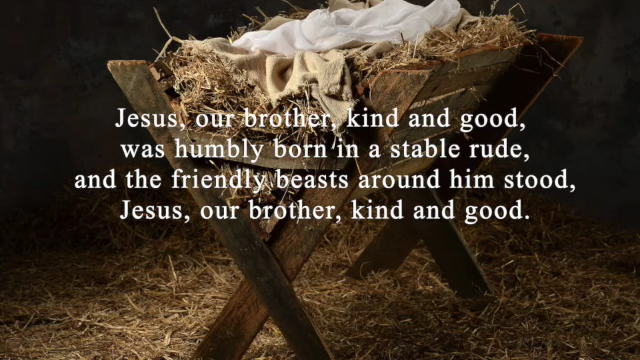 Jesus, our brother, kind and good,
was humbly born in a stable rude,
and the friendly beasts around him stood,
Jesus, our brother, kind and good.